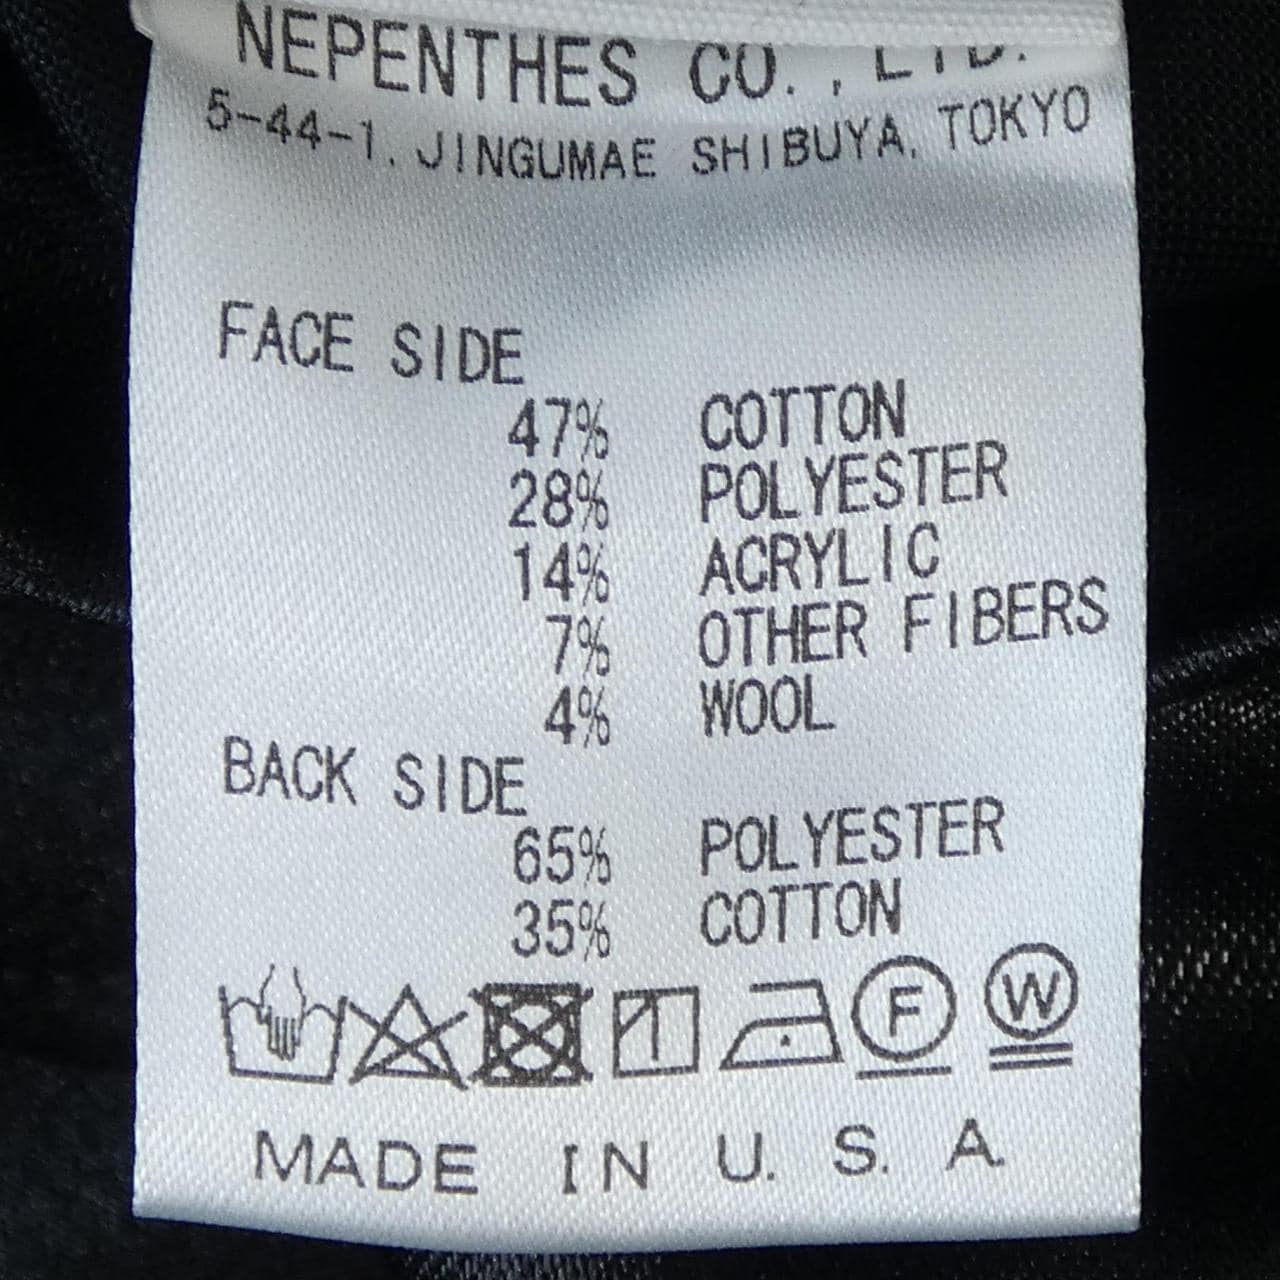 NEPENTHES CO., LTD.
5-44-1, JINGUMAE SHIBUYA, TOKYO
FACE SIDE
47% COTTON
28% POLYESTER
14% ACRYLIC
7% OTHER FIBERS
4% WOOL
BACK SIDE
65% POLYESTER
35% COTTON
F W
MADE IN U.S.A.